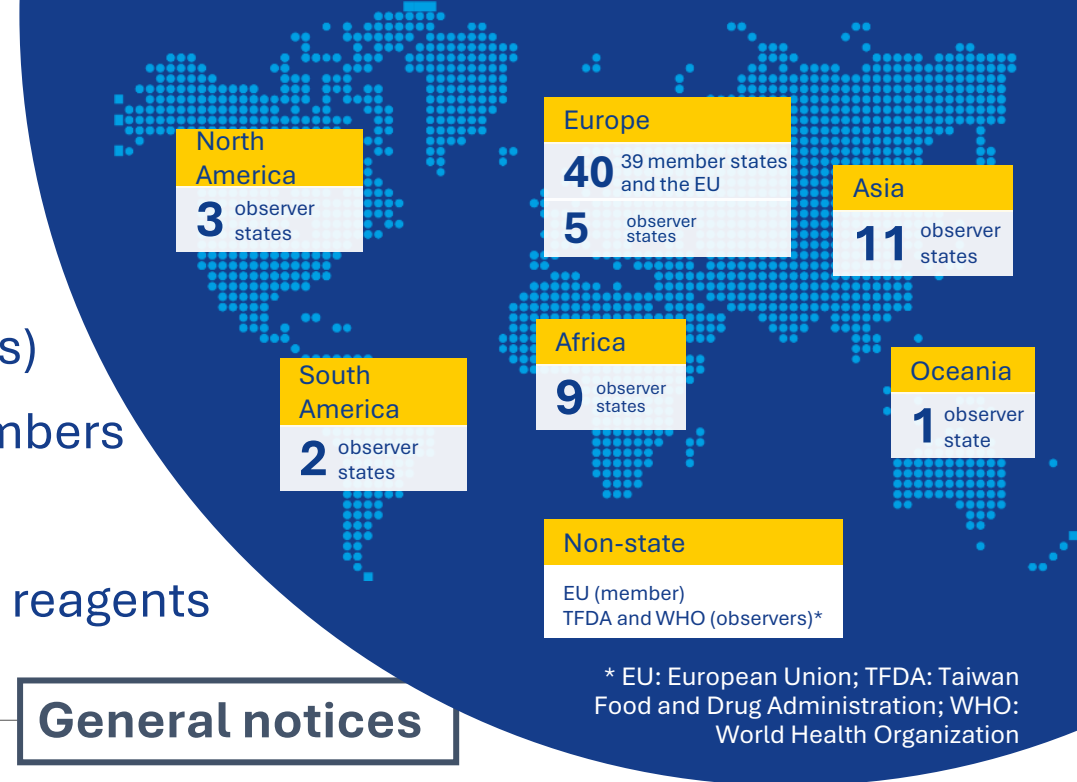 North
America
3 observer
states
Europe
40 39 member states
and the EU
5 observer
states
Asia
11 observer
states
s)
South
America
2 observer
states
Africa
9 observer
states
Oceania
1 observer
state
mbers
Non-state
EU (member)
TFDA and WHO (observers)*
reagents
* EU: European Union; TFDA: Taiwan
Food and Drug Administration; WHO:
World Health Organization
General notices